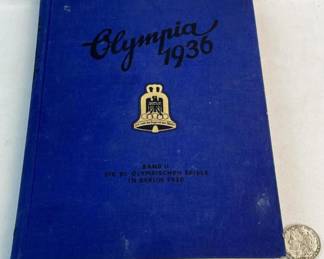 Olympia
1936
BAND II
DIE XI. OLYMPISCHEN SPIELE
IN BERLIN 1936